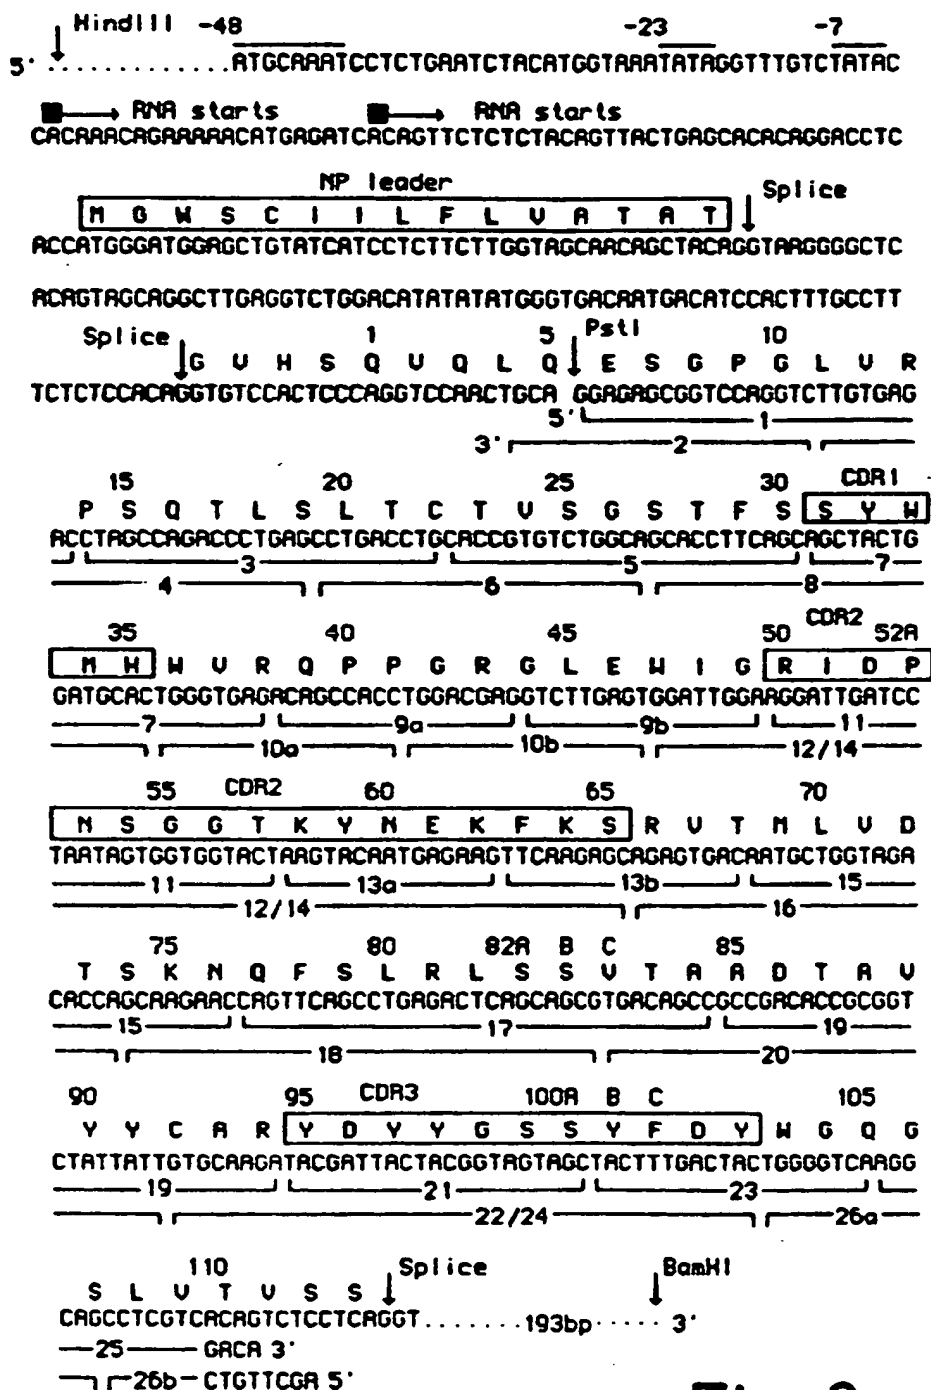 HindIII -48 -23 -7
5' ............ATGCAAATCCTCTGAATCTACATGGTAAATATAGGTTTGTCTATAC
RNA starts RNA starts
CACAAACAGAAAAACATGAGATCACAGTTCTCTCTACAGTTACTGAGCACACAGGACCTC
NP leader Splice
M G W S C I I L F L V A T A T
ACCATGGGATGGAGCTGTATCATCCTCTTCTTGGTAGCAACAGCTACAGGTAAGGGGCTC
ACAGTAGCAGGCTTGAGGTCTGGACATATATATGGGTGACAATGACATCCACTTTGCCTT
Splice 1 5 PstI 10
G V H S Q V Q L Q E S G P G L V R
TCTCTCCACAGGTGTCCACTCCCAGGTCCAACTGCA GGAGAGCGGTCCAGGTCTTGTGAG
5' 1
3' 2
15 20 25 30 CDR1
P S Q T L S L T C T V S G S T F S S Y W
ACCTAGCCAGACCCTGAGCCTGACCTGCACCGTGTCTGGCAGCACCTTCAGCAGCTACTG
3 5 7
4 6 8
35 40 45 50 CDR2 52A
M H W V R Q P P G R G L E W I G R I D P
GATGCACTGGGTGAGACAGCCACCTGGACGAGGTCTTGAGTGGATTGGAAGGATTGATCC
7 9a 9b 11
10a 10b 12/14
55 CDR2 60 65 70
N S G G T K Y N E K F K S R V T M L V D
TAATAGTGGTGGTACTAAGTACAATGAGAAGTTCAAGAGCAGAGTGACAATGCTGGTAGA
11 13a 13b 15
12/14 16
75 80 82A B C 85
T S K N Q F S L R L S S V T A A D T A V
CACCAGCAAGAACCAGTTCAGCCTGAGACTCAGCAGCGTGACAGCCGCCGACACCGCGGT
15 17 19
18 20
90 95 CDR3 100A B C 105
Y Y C A R Y D Y Y G S S Y F D Y W G Q G
CTATTATTGTGCAAGATACGATTACTACGGTAGTAGCTACTTTGACTACTGGGGTCAAGG
19 21 23
22/24 26a
110 Splice BamHI
S L V T V S S
CAGCCTCGTCACAGTCTCCTCAGGT.......193bp..... 3'
25 GACA 3'
26b CTGTTCGA 5'